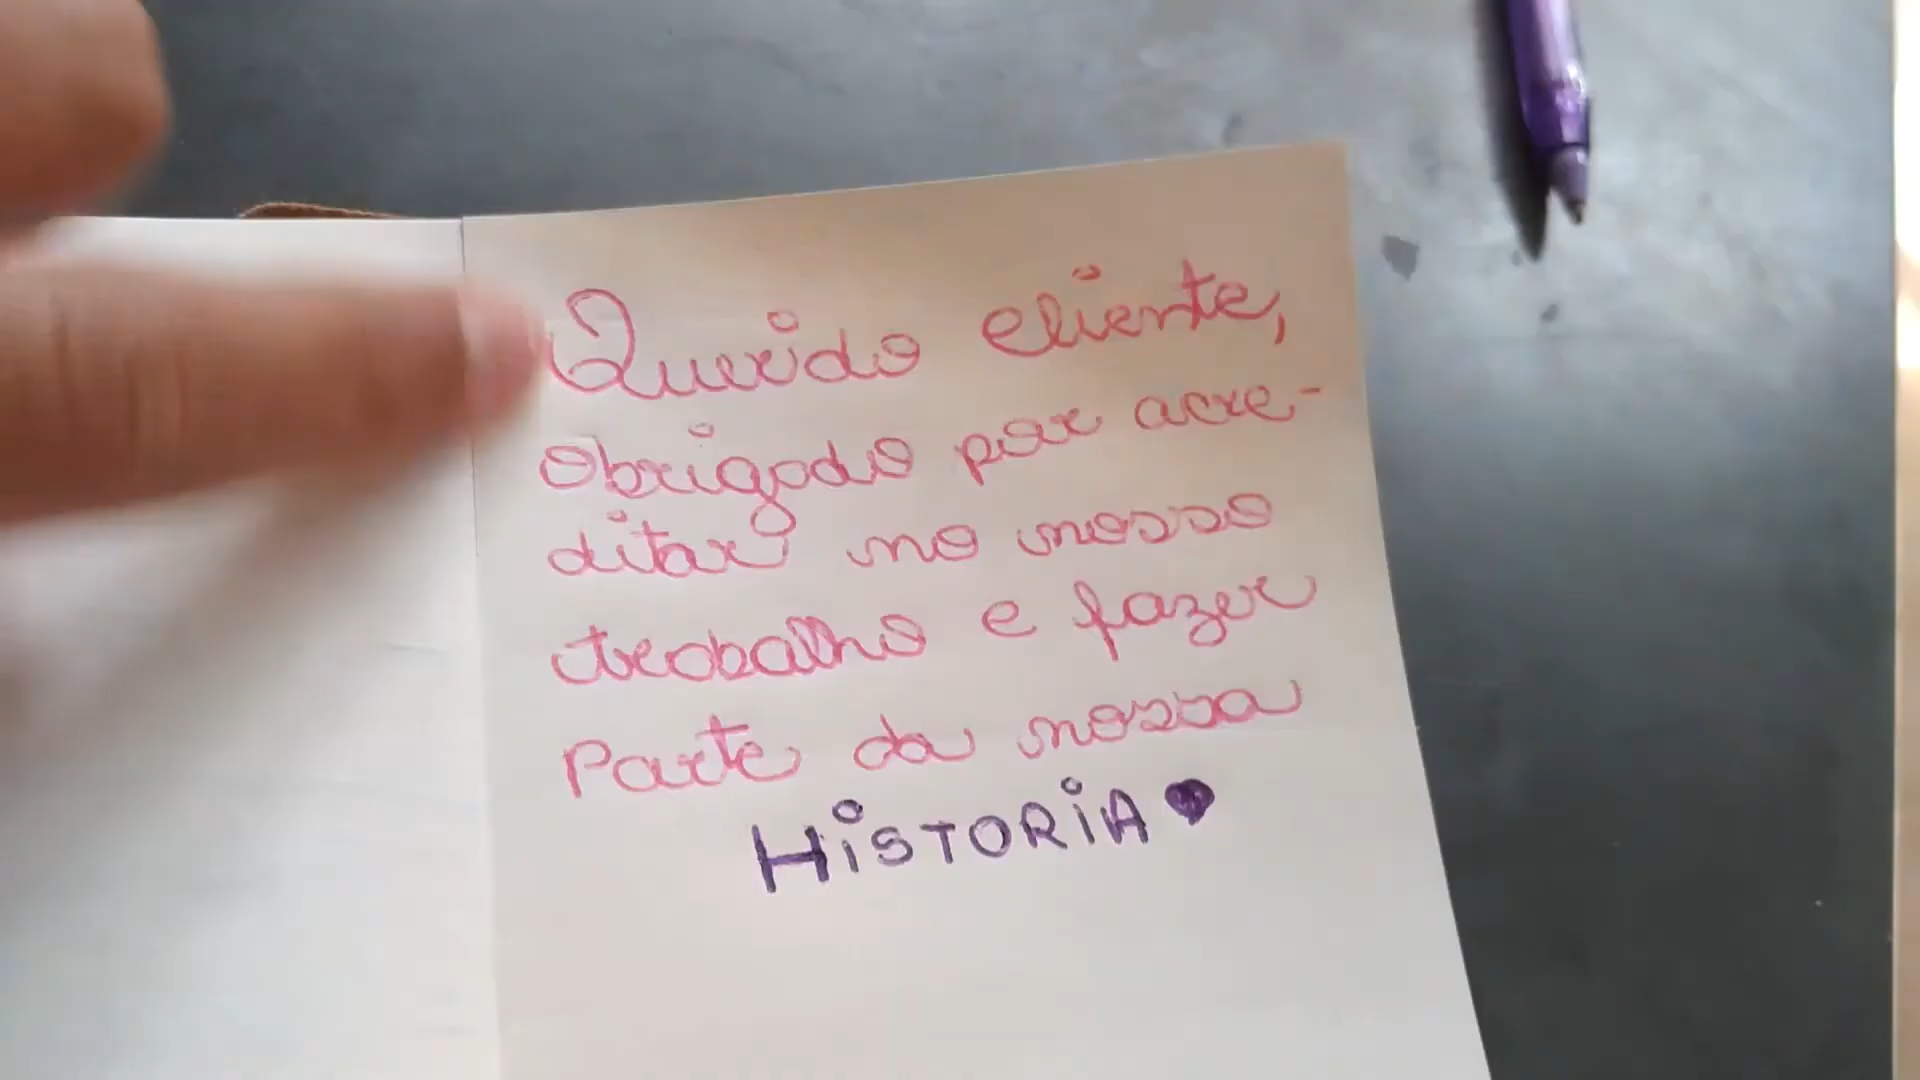 Querido cliente,
obrigado por acre-
ditar no nosso
trabalho e fazer
Parte da nossa
HiSTORiA